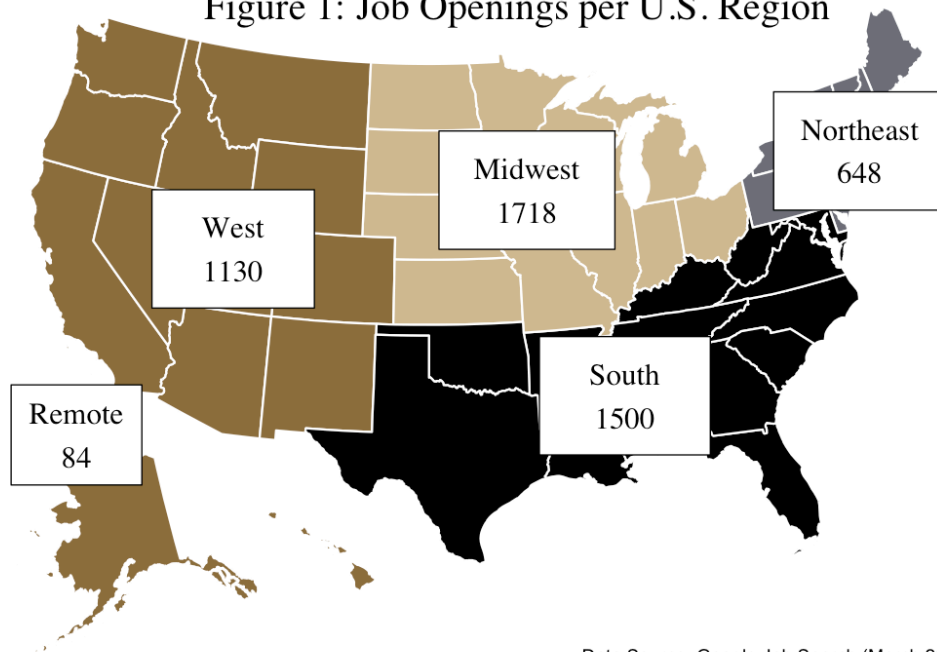 Figure 1: Job Openings per U.S. Region
Northeast
648
Midwest
1718
West
1130
South
1500
Remote
84